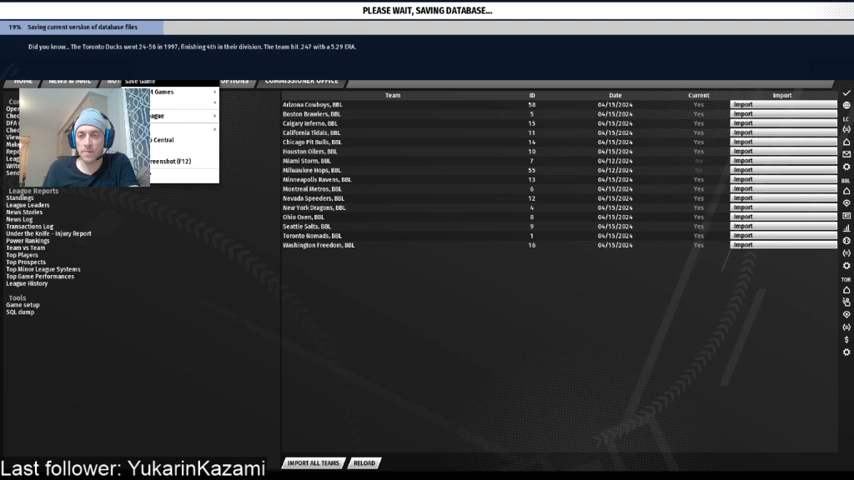 PLEASE WAIT, SAVING DATABASE...
19% Saving current version of database files
Did you know... The Toronto Ducks went 24-56 in 1997, finishing 4th in their division. The team hit .247 with a 5.29 ERA.
HOME NEWS & MAIL Save Game OPTIONS COMMISSIONER OFFICE
Games
Central
creenshot (F12)
Team ID Date Current Import
Arizona Cowboys, BBL 58 04/15/2024 Yes Import
Boston Brawlers, BBL 5 04/15/2024 Yes Import
Calgary Inferno, BBL 15 04/15/2024 Yes Import
California Tidals, BBL 11 04/15/2024 Yes Import
Chicago Pit Bulls, BBL 14 04/15/2024 Yes Import
Houston Oilers, BBL 10 04/15/2024 Yes Import
Miami Storm, BBL 7 04/12/2024 No Import
Milwaukee Hops, BBL 55 04/12/2024 No Import
Minneapolis Ravens, BBL 13 04/15/2024 Yes Import
Montreal Metros, BBL 6 04/15/2024 Yes Import
Nevada Speeders, BBL 12 04/15/2024 Yes Import
New York Dragons, BBL 4 04/15/2024 Yes Import
Ohio Oxen, BBL 8 04/15/2024 Yes Import
Seattle Salts, BBL 9 04/15/2024 Yes Import
Toronto Nomads, BBL 1 04/15/2024 Yes Import
Washington Freedom, BBL 16 04/15/2024 Yes Import
League Reports
Standings
League Leaders
News Stories
News Log
Transactions Log
Under the Knife - Injury Report
Power Rankings
Team vs Team
Top Players
Top Prospects
Top Minor League Systems
Top Game Performances
League History
Tools
Game setup
SQL dump
LC
BBL
TOR
IMPORT ALL TEAMS RELOAD
Last follower: YukarinKazami